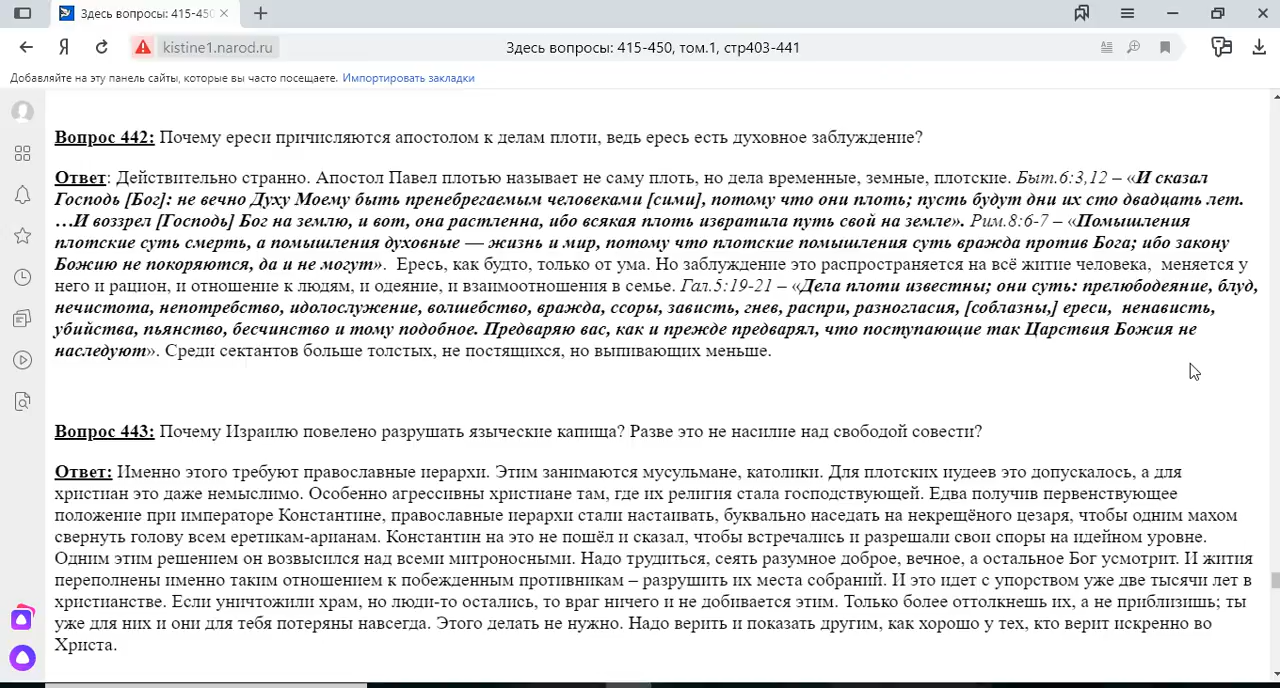 Здесь вопросы: 415-450
kistine1.narod.ru
Здесь вопросы: 415-450, том.1, стр403-441
Добавляйте на эту панель сайты, которые вы часто посещаете. Импортировать закладки
Вопрос 442: Почему ереси причисляются апостолом к делам плоти, ведь ересь есть духовное заблуждение?
Ответ: Действительно странно. Апостол Павел плотью называет не саму плоть, но дела временные, земные, плотские. Быт.6:3,12 – «И сказал
Господь [Бог]: не вечно Духу Моему быть пренебрегаемым человеками [сими], потому что они плоть; пусть будут дни их сто двадцать лет.
…И воззрел [Господь] Бог на землю, и вот, она растленна, ибо всякая плоть извратила путь свой на земле». Рим.8:6-7 – «Помышления
плотские суть смерть, а помышления духовные — жизнь и мир, потому что плотские помышления суть вражда против Бога; ибо закону
Божию не покоряются, да и не могут». Ересь, как будто, только от ума. Но заблуждение это распространяется на всё житие человека, меняется у
него и рацион, и отношение к людям, и одеяние, и взаимоотношения в семье. Гал.5:19-21 – «Дела плоти известны; они суть: прелюбодеяние, блуд,
нечистота, непотребство, идолослужение, волшебство, вражда, ссоры, зависть, гнев, распри, разногласия, [соблазны,] ереси, ненависть,
убийства, пьянство, бесчинство и тому подобное. Предваряю вас, как и прежде предварял, что поступающие так Царствия Божия не
наследуют». Среди сектантов больше толстых, не постящихся, но выпивающих меньше.
Вопрос 443: Почему Израилю повелено разрушать языческие капища? Разве это не насилие над свободой совести?
Ответ: Именно этого требуют православные иерархи. Этим занимаются мусульмане, католики. Для плотских иудеев это допускалось, а для
христиан это даже немыслимо. Особенно агрессивны христиане там, где их религия стала господствующей. Едва получив первенствующее
положение при императоре Константине, православные иерархи стали настаивать, буквально наседать на некрещёного цезаря, чтобы одним махом
свернуть голову всем еретикам-арианам. Константин на это не пошёл и сказал, чтобы встречались и разрешали свои споры на идейном уровне.
Одним этим решением он возвысился над всеми митроносными. Надо трудиться, сеять разумное доброе, вечное, а остальное Бог усмотрит. И жития
переполнены именно таким отношением к побежденным противникам – разрушить их места собраний. И это идет с упорством уже две тысячи лет в
христианстве. Если уничтожили храм, но люди-то остались, то враг ничего и не добивается этим. Только более оттолкнешь их, а не приблизишь; ты
уже для них и они для тебя потеряны навсегда. Этого делать не нужно. Надо верить и показать другим, как хорошо у тех, кто верит искренно во
Христа.